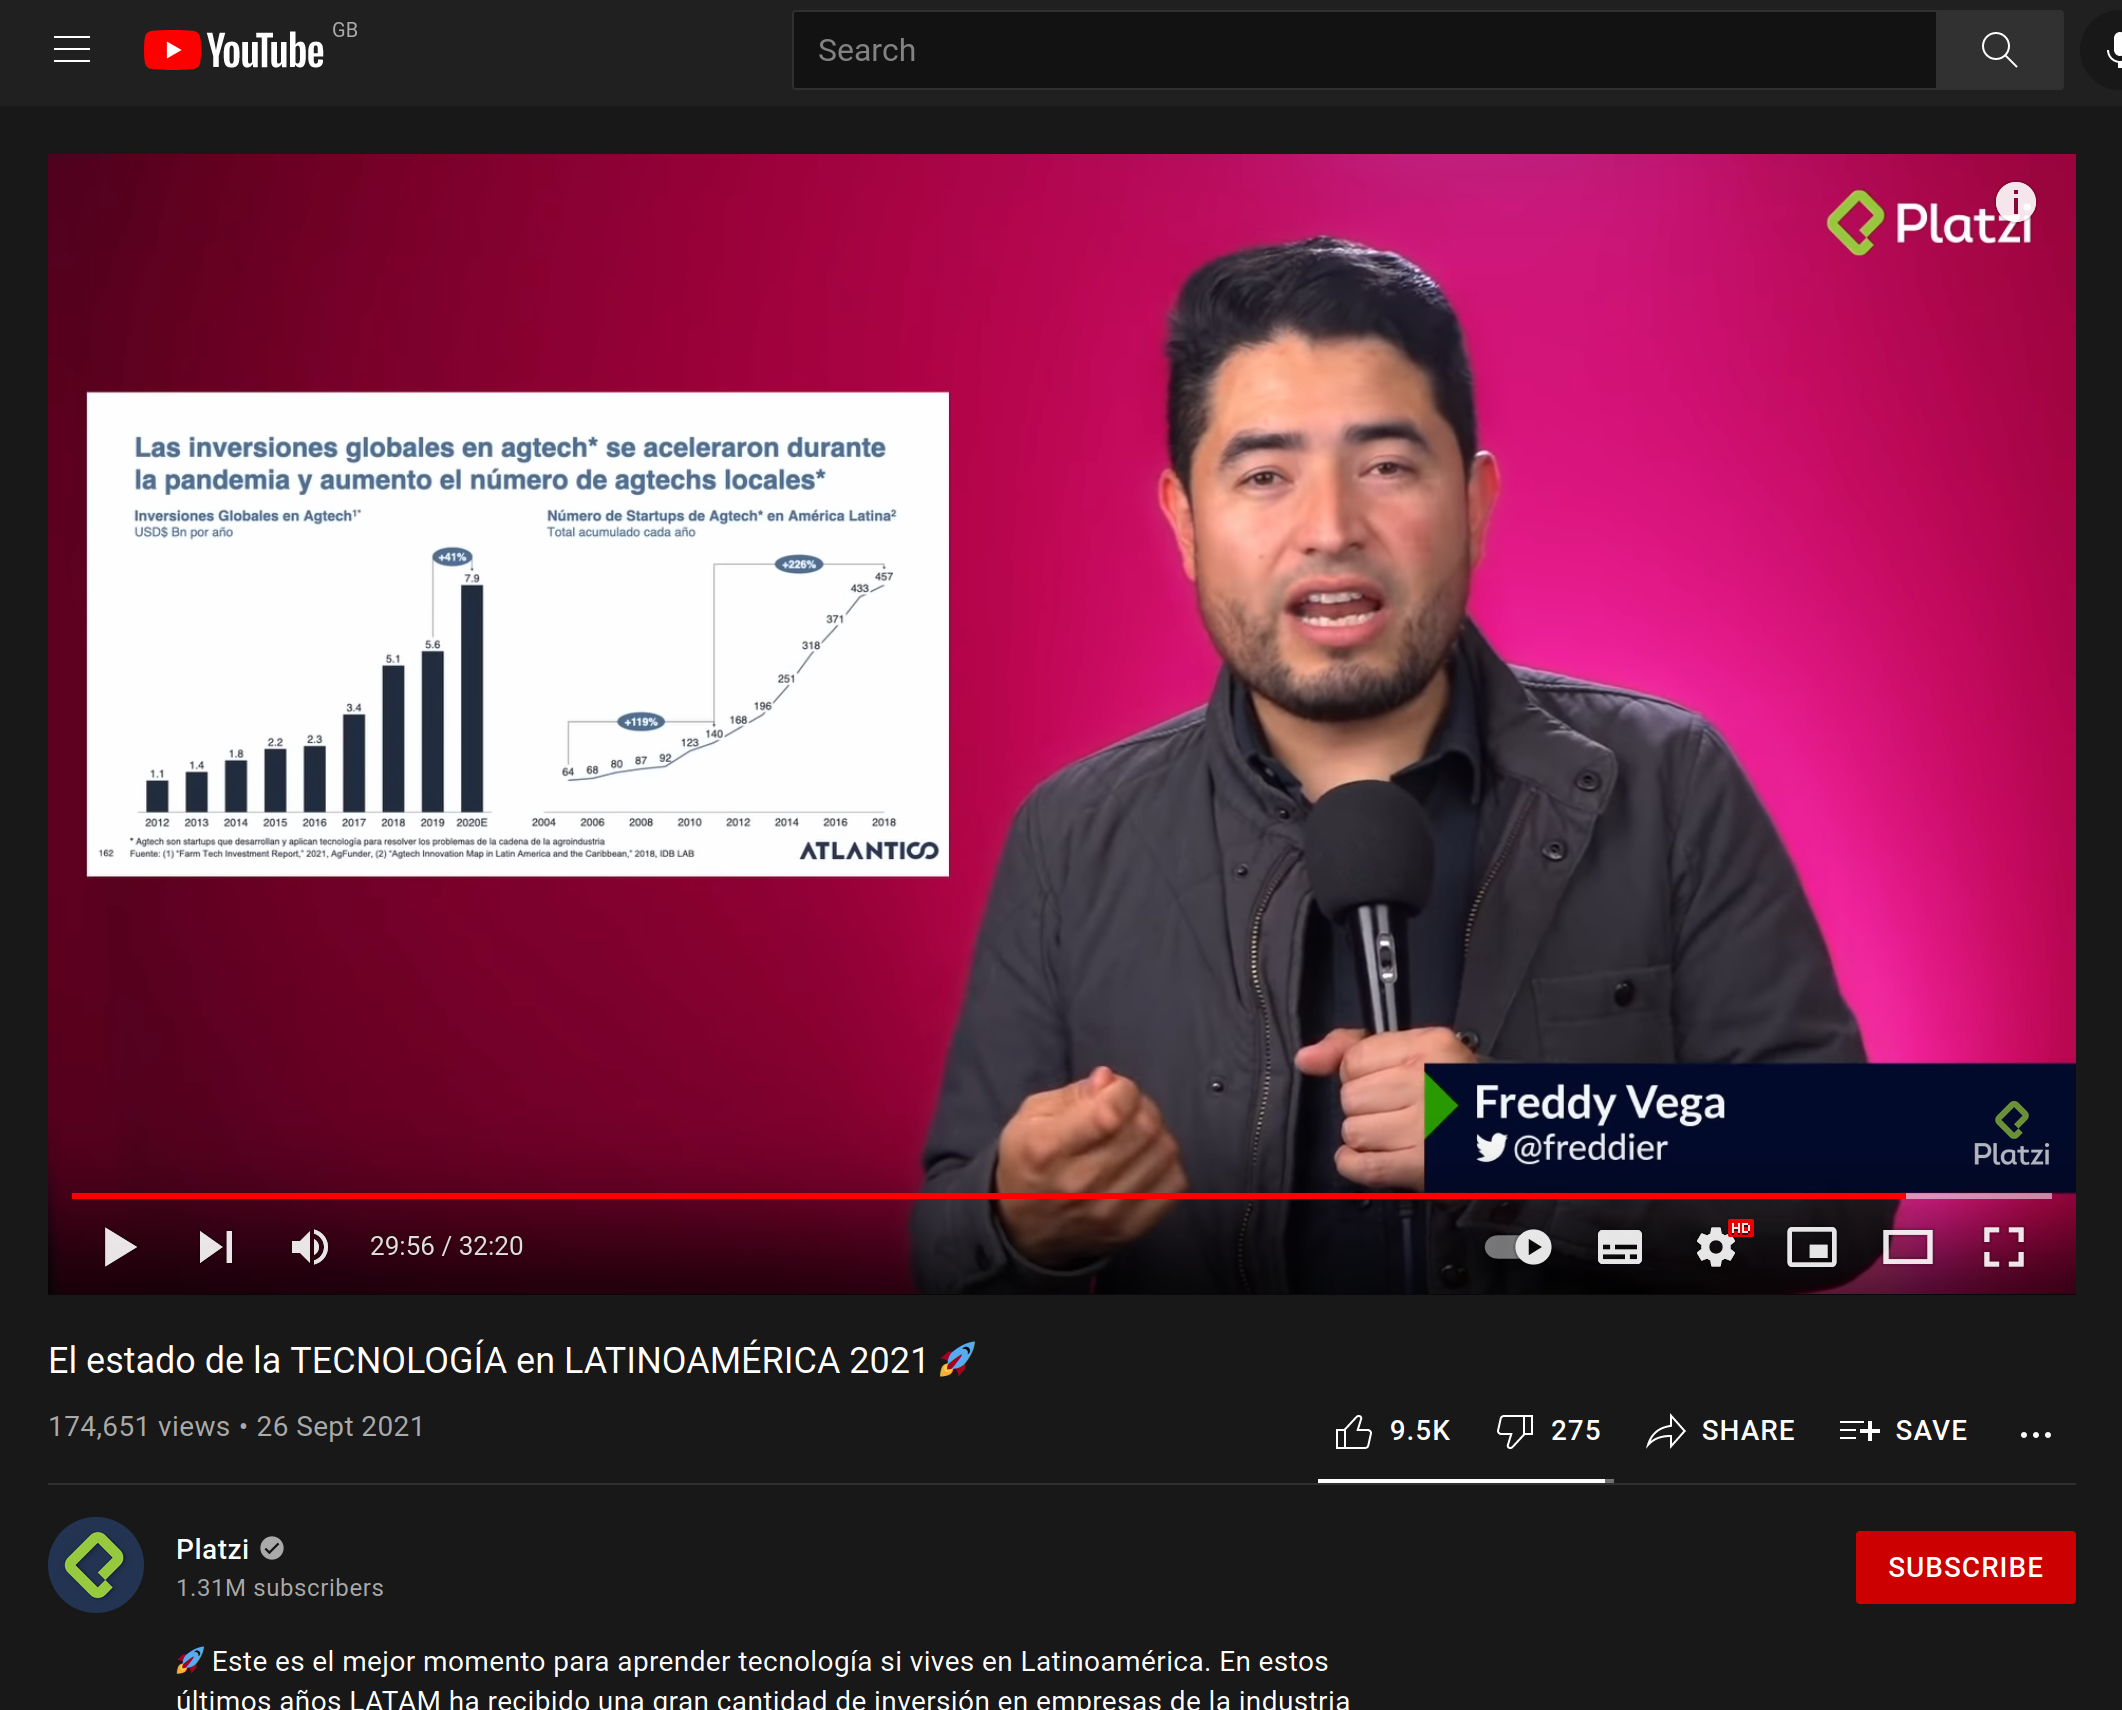 YouTube GB
Search
Platzi
Las inversiones globales en agtech* se aceleraron durante
la pandemia y aumento el número de agtechs locales*
Inversiones Globales en Agtech1*
USD$ Bn por año
+41%
7.9
5.6
5.1
3.4
2.3
2.2
1.8
1.4
1.1
2012 2013 2014 2015 2016 2017 2018 2019 2020E
Número de Startups de Agtech* en América Latina2
Total acumulado cada año
+226%
457
433
371
318
251
196
168
140
123
+119%
64 68 80 87 92
2004 2006 2008 2010 2012 2014 2016 2018
* Agtech son startups que desarrollan y aplican tecnología para resolver los problemas de la cadena de la agroindustria
162 Fuente: (1) "Farm Tech Investment Report," 2021, AgFunder, (2) "Agtech Innovation Map in Latin America and the Caribbean," 2018, IDB LAB
ATLANTICO
Freddy Vega
@freddier
Platzi
29:56 / 32:20
HD
El estado de la TECNOLOGÍA en LATINOAMÉRICA 2021 🚀
174,651 views • 26 Sept 2021
9.5K 275 SHARE SAVE ...
Platzi
1.31M subscribers
SUBSCRIBE
🚀 Este es el mejor momento para aprender tecnología si vives en Latinoamérica. En estos
últimos años LATAM ha recibido una gran cantidad de inversión en empresas de la industria